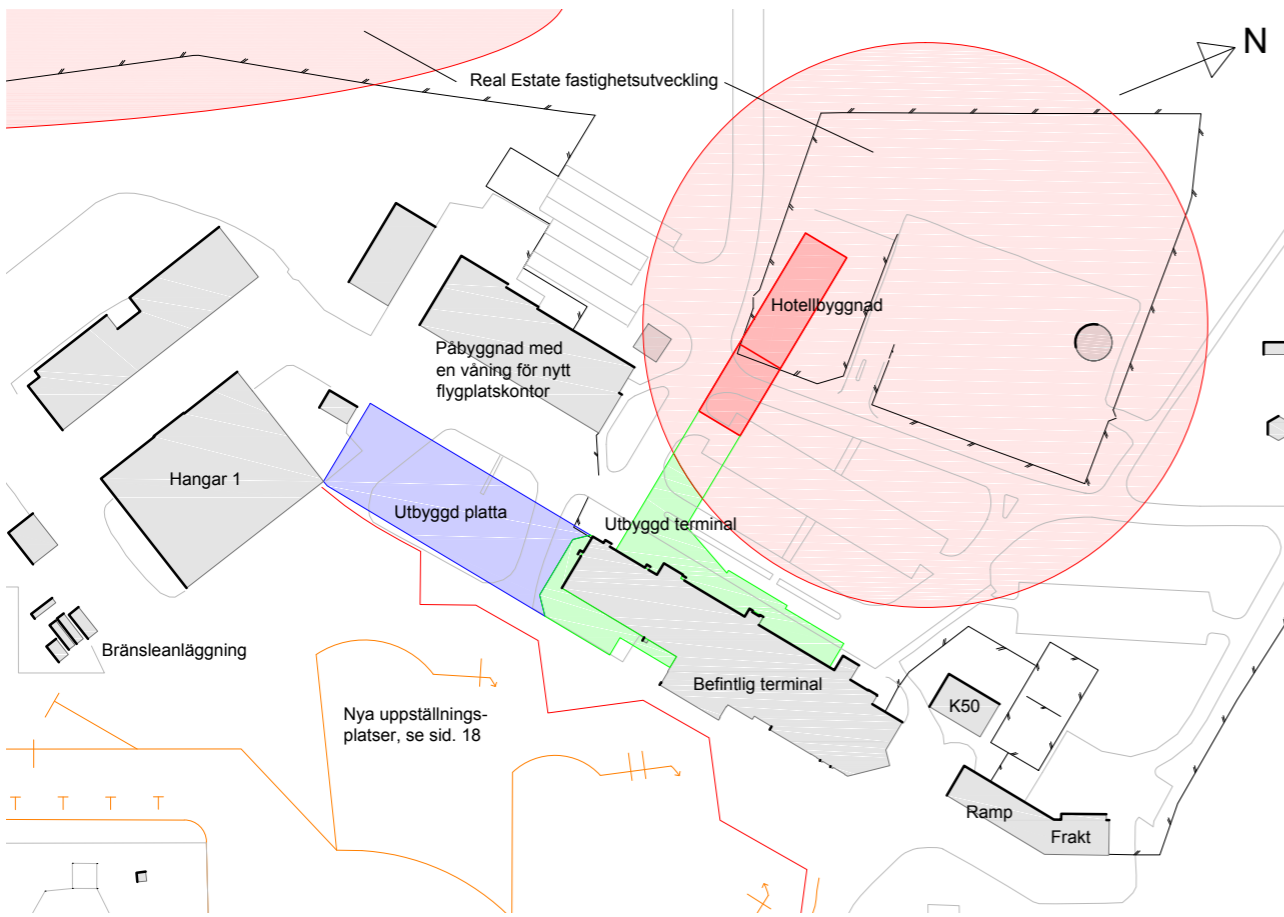 N
Real Estate fastighetsutveckling
Hotellbyggnad
Påbyggnad med
en våning för nytt
flygplatskontor
Hangar 1
Utbyggd platta
Utbyggd terminal
Bränsleanläggning
Befintlig terminal
Nya uppställnings-
platser, se sid. 18
K50
Ramp
Frakt